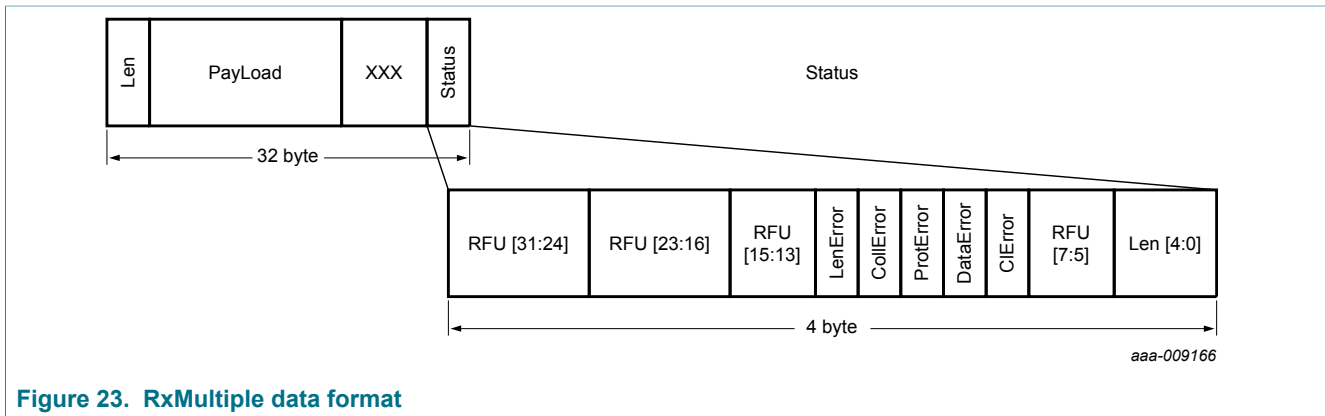 Len
PayLoad
XXX
Status
Status
32 byte
RFU [31:24]
RFU [23:16]
RFU
[15:13]
LenError
CollError
ProtError
DataError
ClError
RFU
[7:5]
Len [4:0]
4 byte
aaa-009166
Figure 23. RxMultiple data format